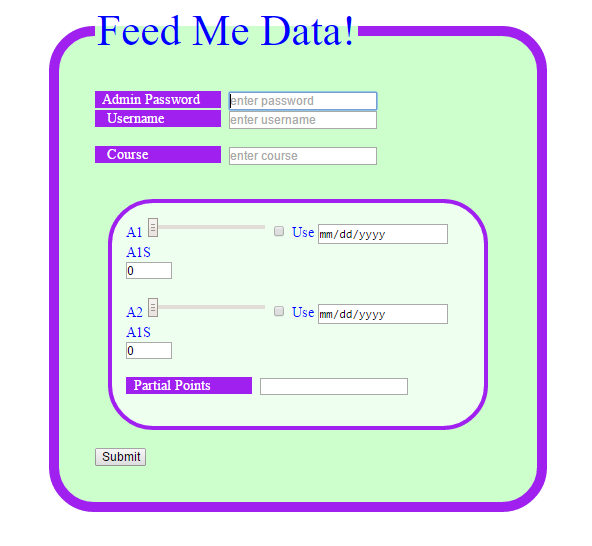 Feed Me Data!
Admin Password enter password
Username enter username
Course enter course
A1 Use mm/dd/yyyy
A1S
0
A2 Use mm/dd/yyyy
A1S
0
Partial Points
Submit